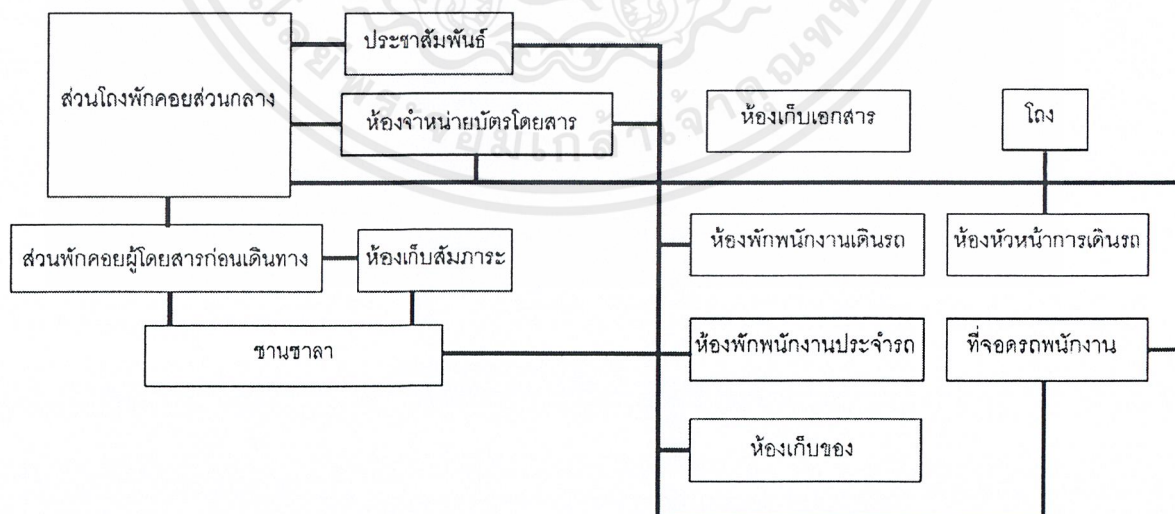 ประชาสัมพันธ์
ส่วนโถงพักคอยส่วนกลาง
ห้องจำหน่ายบัตรโดยสาร
ห้องเก็บเอกสาร
โถง
ส่วนพักคอยผู้โดยสารก่อนเดินทาง
ห้องเก็บสัมภาระ
ห้องพักพนักงานเดินรถ
ห้องหัวหน้าการเดินรถ
ชานชาลา
ห้องพักพนักงานประจำรถ
ที่จอดรถพนักงาน
ห้องเก็บของ